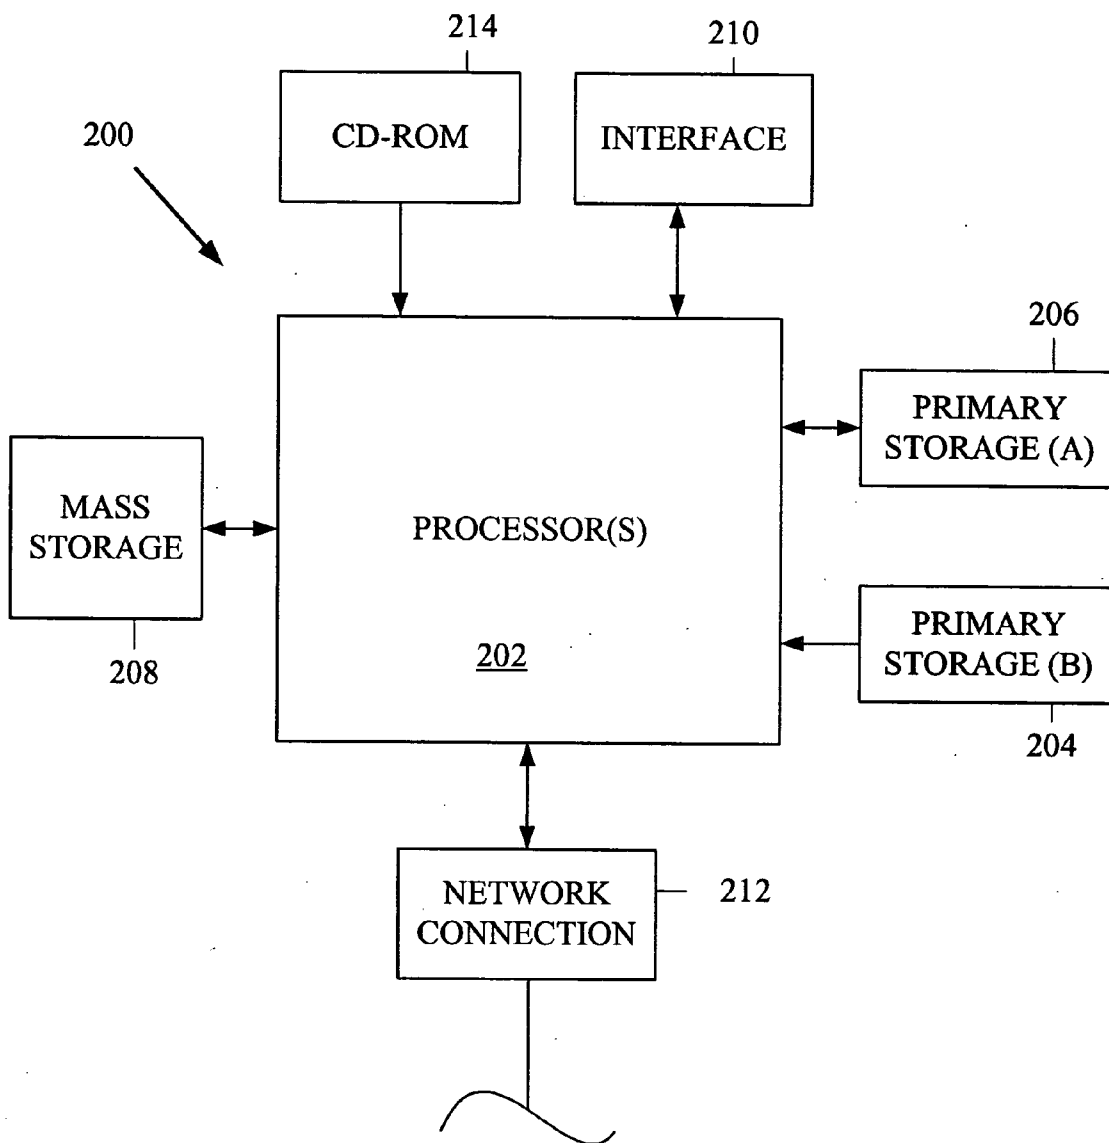 214
210
CD-ROM
INTERFACE
200
206
PRIMARY
STORAGE (A)
MASS
STORAGE
208
PROCESSOR(S)
202
PRIMARY
STORAGE (B)
204
NETWORK
CONNECTION
212